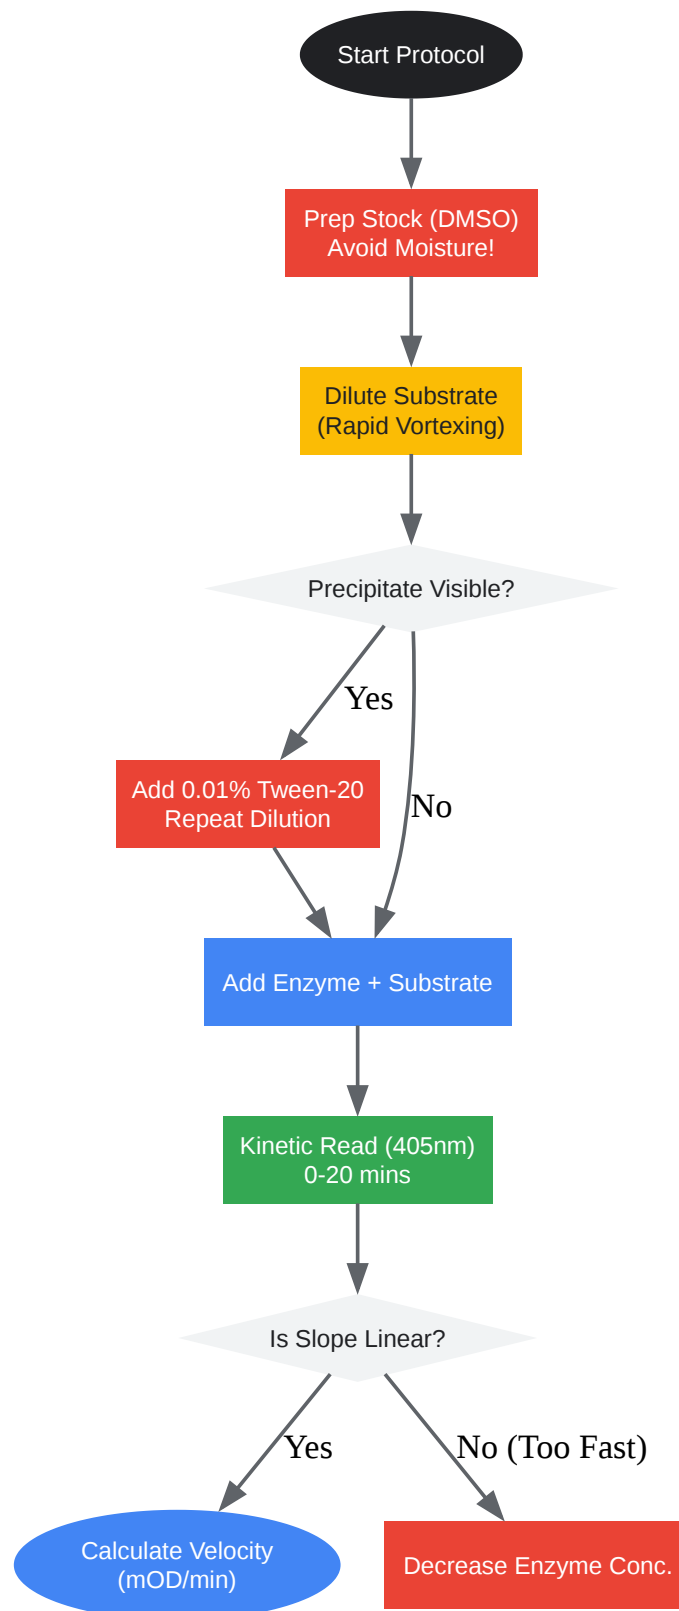 Start Protocol
Prep Stock (DMSO)
Avoid Moisture!
Dilute Substrate
(Rapid Vortexing)
Precipitate Visible?
Yes
Add 0.01% Tween-20
Repeat Dilution
No
Add Enzyme + Substrate
Kinetic Read (405nm)
0-20 mins
Is Slope Linear?
Yes
No (Too Fast)
Calculate Velocity
(mOD/min)
Decrease Enzyme Conc.